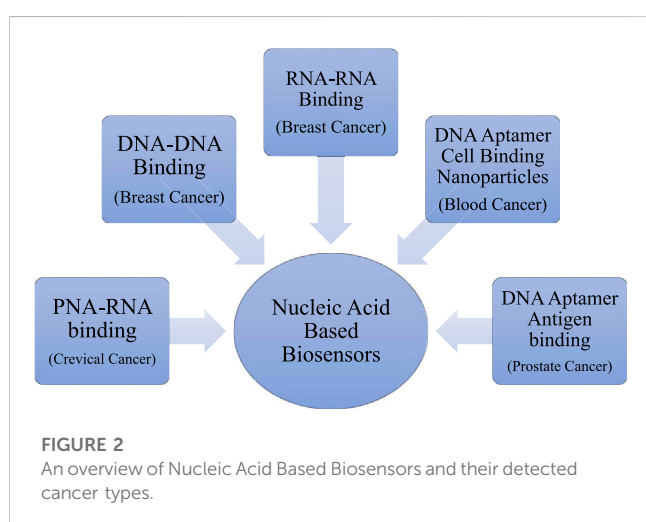 RNA-RNA
Binding
(Breast Cancer)
DNA-DNA
Binding
(Breast Cancer)
DNA Aptamer
Cell Binding
Nanoparticles
(Blood Cancer)
PNA-RNA
binding
(Crevical Cancer)
Nucleic Acid
Based
Biosensors
DNA Aptamer
Antigen
binding
(Prostate Cancer)
FIGURE 2
An overview of Nucleic Acid Based Biosensors and their detected
cancer types.